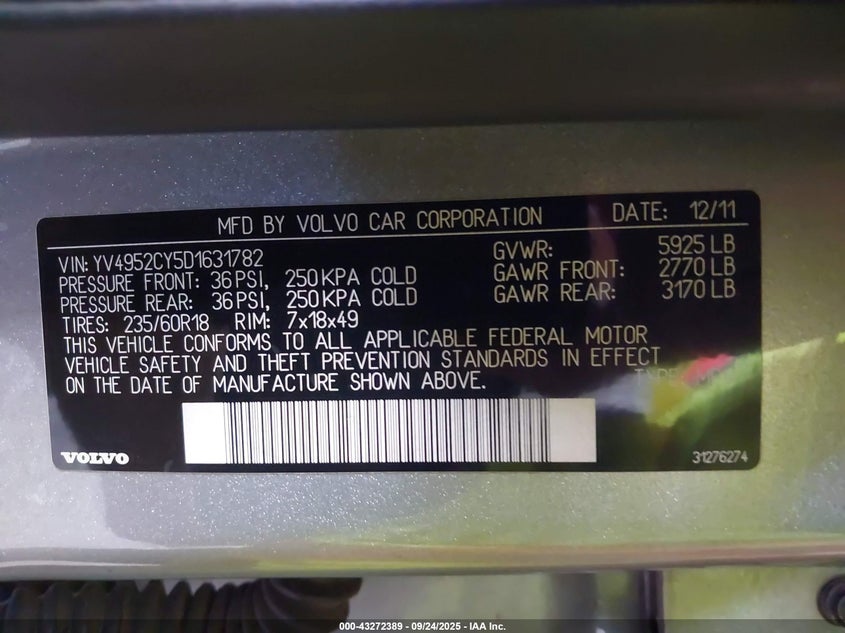 MFD BY VOLVO CAR CORPORATION DATE: 12/11
VIN: YV4952CY5D1631782 GVWR: 5925 LB
PRESSURE FRONT: 36 PSI, 250 KPA COLD GAWR FRONT: 2770 LB
PRESSURE REAR: 36 PSI, 250 KPA COLD GAWR REAR: 3170 LB
TIRES: 235/60R18 RIM: 7x18x49
THIS VEHICLE CONFORMS TO ALL APPLICABLE FEDERAL MOTOR
VEHICLE SAFETY AND THEFT PREVENTION STANDARDS IN EFFECT
ON THE DATE OF MANUFACTURE SHOWN ABOVE.
TYPE:
VOLVO 31276274
000-43272389 - 09/24/2025 - IAA Inc.